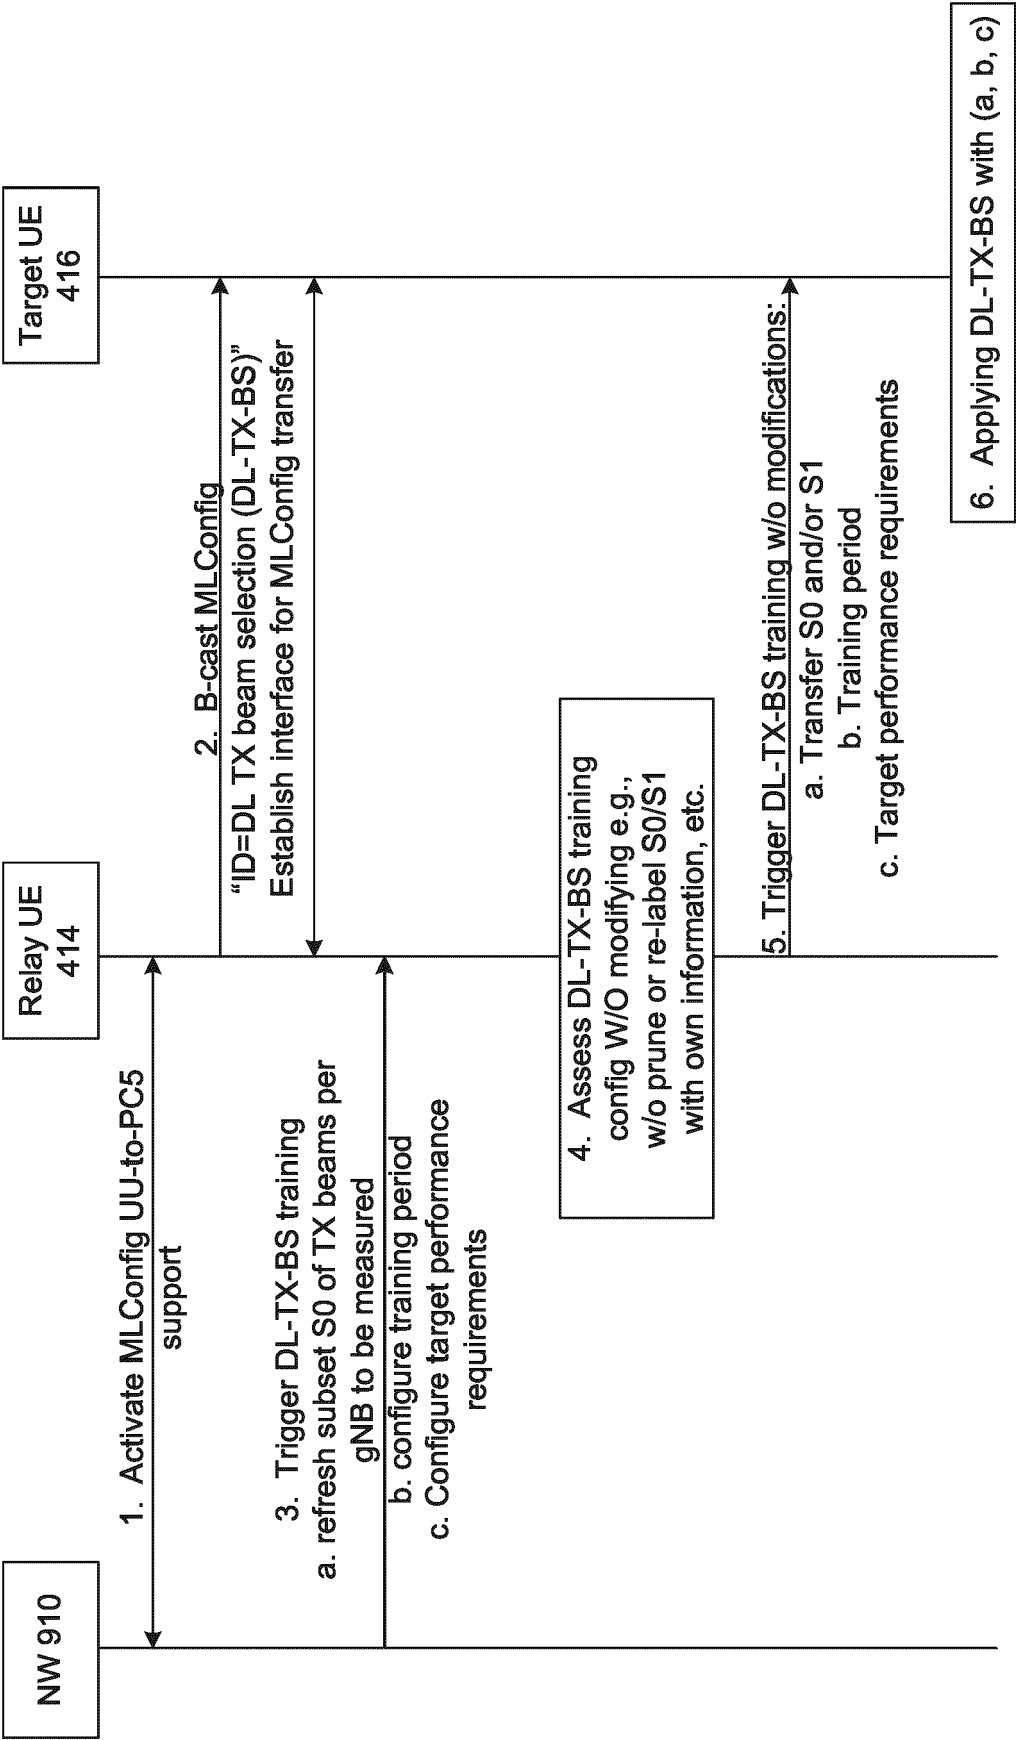 NW 910
Relay UE
414
Target UE
416
1. Activate MLConfig UU-to-PC5
support
2. B-cast MLConfig
“ID=DL TX beam selection (DL-TX-BS)”
Establish interface for MLConfig transfer
3. Trigger DL-TX-BS training
a. refresh subset S0 of TX beams per
gNB to be measured
b. configure training period
c. Configure target performance
requirements
4. Assess DL-TX-BS training
config W/O modifying e.g.,
w/o prune or re-label S0/S1
with own information, etc.
5. Trigger DL-TX-BS training w/o modifications:
a. Transfer S0 and/or S1
b. Training period
c. Target performance requirements
6. Applying DL-TX-BS with (a, b, c)